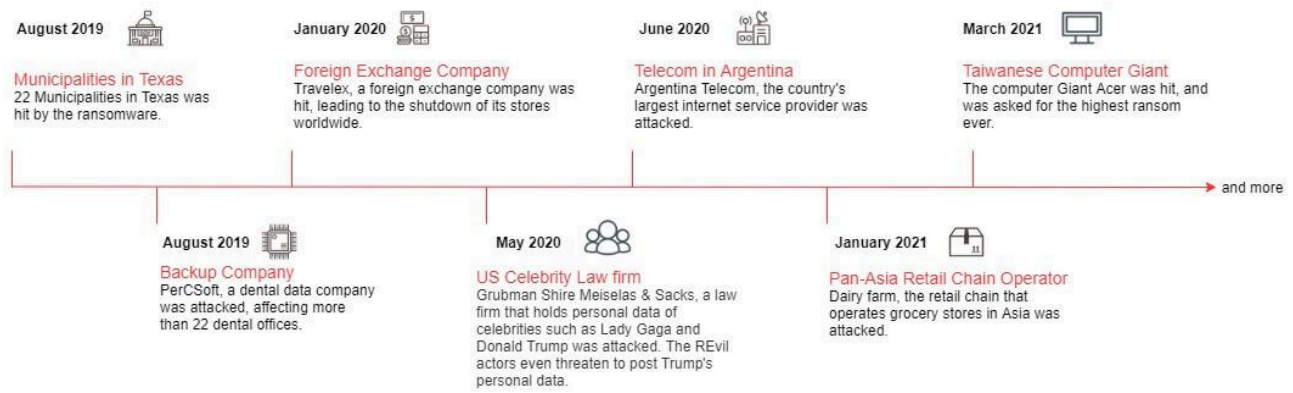 August 2019
Municipalities in Texas
22 Municipalities in Texas was
hit by the ransomware.
January 2020
Foreign Exchange Company
Travelex, a foreign exchange company was
hit, leading to the shutdown of its stores
worldwide.
June 2020
Telecom in Argentina
Argentina Telecom, the country's
largest internet service provider was
attacked.
March 2021
Taiwanese Computer Giant
The computer Giant Acer was hit, and
was asked for the highest ransom
ever.
and more
August 2019
Backup Company
PerCSoft, a dental data company
was attacked, affecting more
than 22 dental offices.
May 2020
US Celebrity Law firm
Grubman Shire Meiselas & Sacks, a law
firm that holds personal data of
celebrities such as Lady Gaga and
Donald Trump was attacked. The REvil
actors even threaten to post Trump's
personal data.
January 2021
Pan-Asia Retail Chain Operator
Dairy farm, the retail chain that
operates grocery stores in Asia was
attacked.